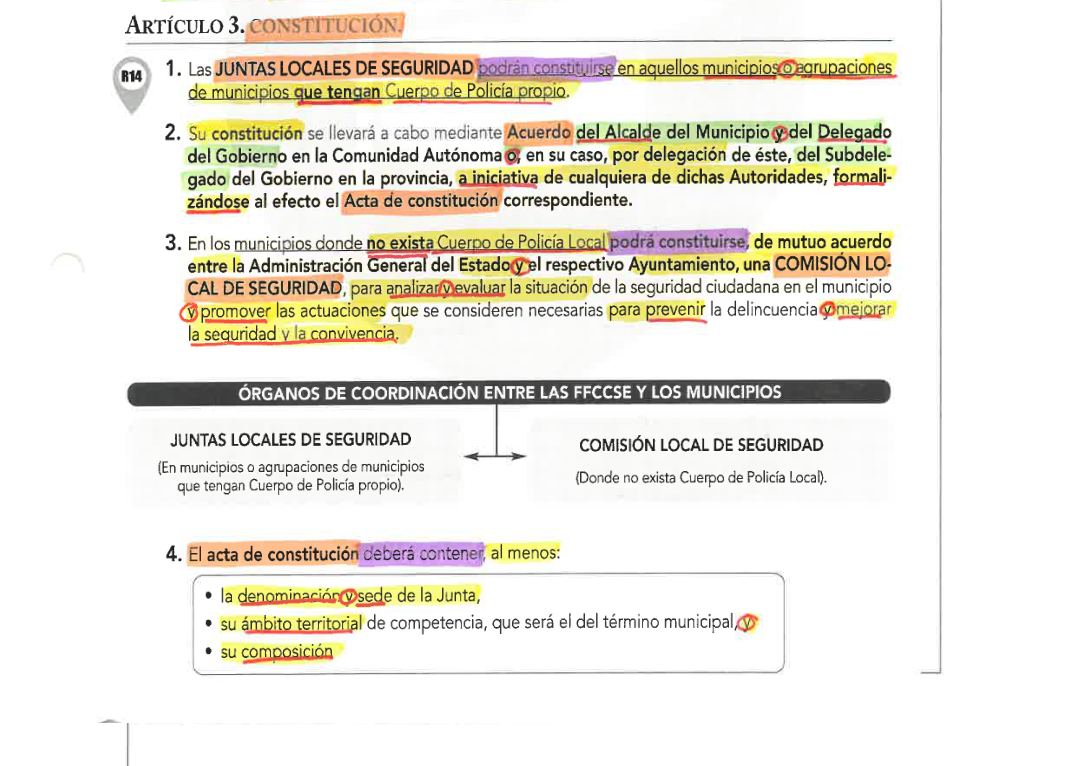 ARTÍCULO 3. CONSTITUCIÓN.
R14
1. Las JUNTAS LOCALES DE SEGURIDAD podrán constituirse en aquellos municipios o agrupaciones
de municipios que tengan Cuerpo de Policía propio.
2. Su constitución se llevará a cabo mediante Acuerdo del Alcalde del Municipio y del Delegado
del Gobierno en la Comunidad Autónoma o, en su caso, por delegación de éste, del Subdele-
gado del Gobierno en la provincia, a iniciativa de cualquiera de dichas Autoridades, formali-
zándose al efecto el Acta de constitución correspondiente.
3. En los municipios donde no exista Cuerpo de Policía Local podrá constituirse, de mutuo acuerdo
entre la Administración General del Estado y el respectivo Ayuntamiento, una COMISIÓN LO-
CAL DE SEGURIDAD, para analizar y evaluar la situación de la seguridad ciudadana en el municipio
y promover las actuaciones que se consideren necesarias para prevenir la delincuencia y mejorar
la seguridad y la convivencia.
ÓRGANOS DE COORDINACIÓN ENTRE LAS FFCCSE Y LOS MUNICIPIOS
JUNTAS LOCALES DE SEGURIDAD
(En municipios o agrupaciones de municipios
que tengan Cuerpo de Policía propio).
COMISIÓN LOCAL DE SEGURIDAD
(Donde no exista Cuerpo de Policía Local).
4. El acta de constitución deberá contener, al menos:
• la denominación y sede de la Junta,
• su ámbito territorial de competencia, que será el del término municipal, y
• su composición